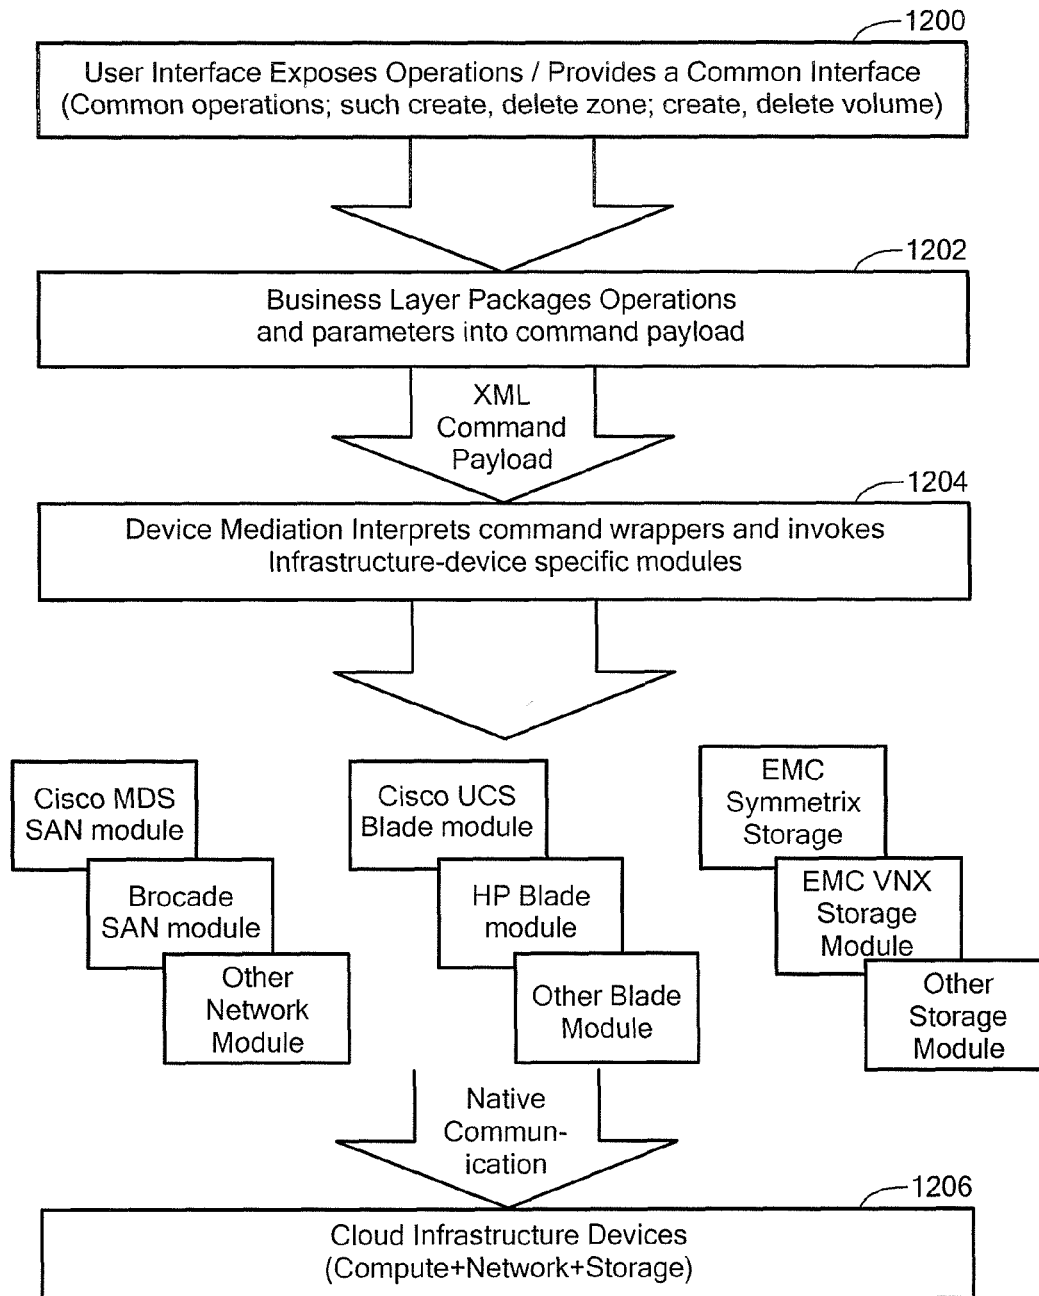 1200
User Interface Exposes Operations / Provides a Common Interface
(Common operations; such create, delete zone; create, delete volume)
1202
Business Layer Packages Operations
and parameters into command payload
XML
Command
Payload
1204
Device Mediation Interprets command wrappers and invokes
Infrastructure-device specific modules
Cisco MDS
SAN module
Brocade
SAN module
Other
Network
Module
Cisco UCS
Blade module
HP Blade
module
Other Blade
Module
EMC
Symmetrix
Storage
EMC VNX
Storage
Module
Other
Storage
Module
Native
Commun-
ication
1206
Cloud Infrastructure Devices
(Compute+Network+Storage)